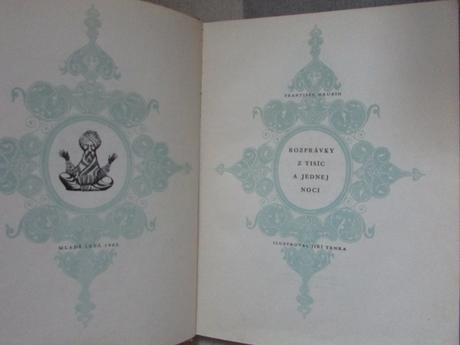 MLADÉ LETÁ 1965
FRANTIŠEK HRUBÍN
ROZPRÁVKY
Z TISÍC
A JEDNEJ
NOCI
ILUSTROVAL JIŘÍ TRNKA